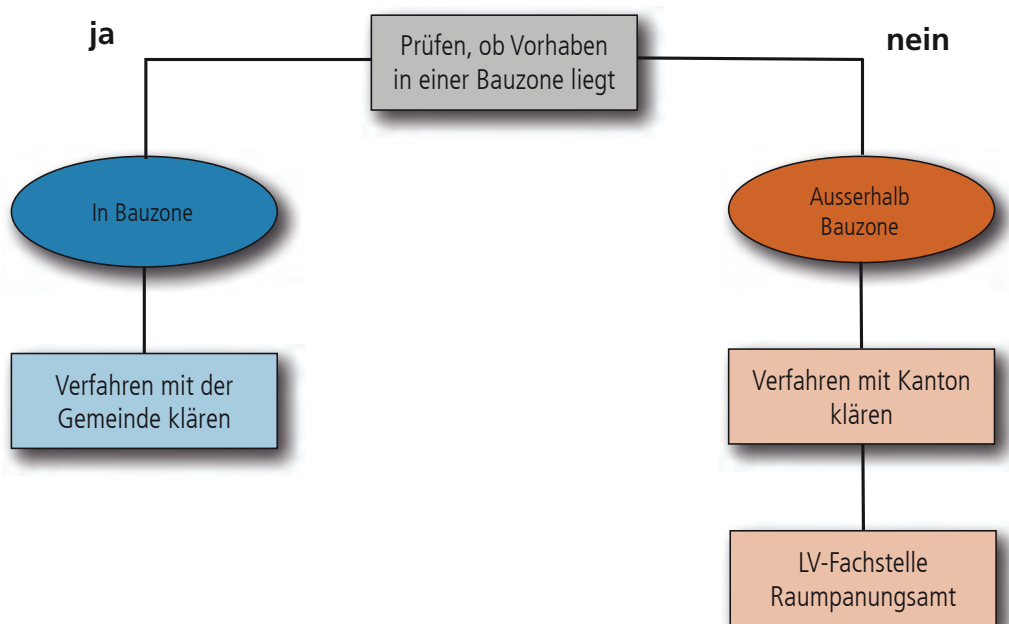 ja
Prüfen, ob Vorhaben
in einer Bauzone liegt
nein
In Bauzone
Ausserhalb
Bauzone
Verfahren mit der
Gemeinde klären
Verfahren mit Kanton
klären
LV-Fachstelle
Raumpanungsamt